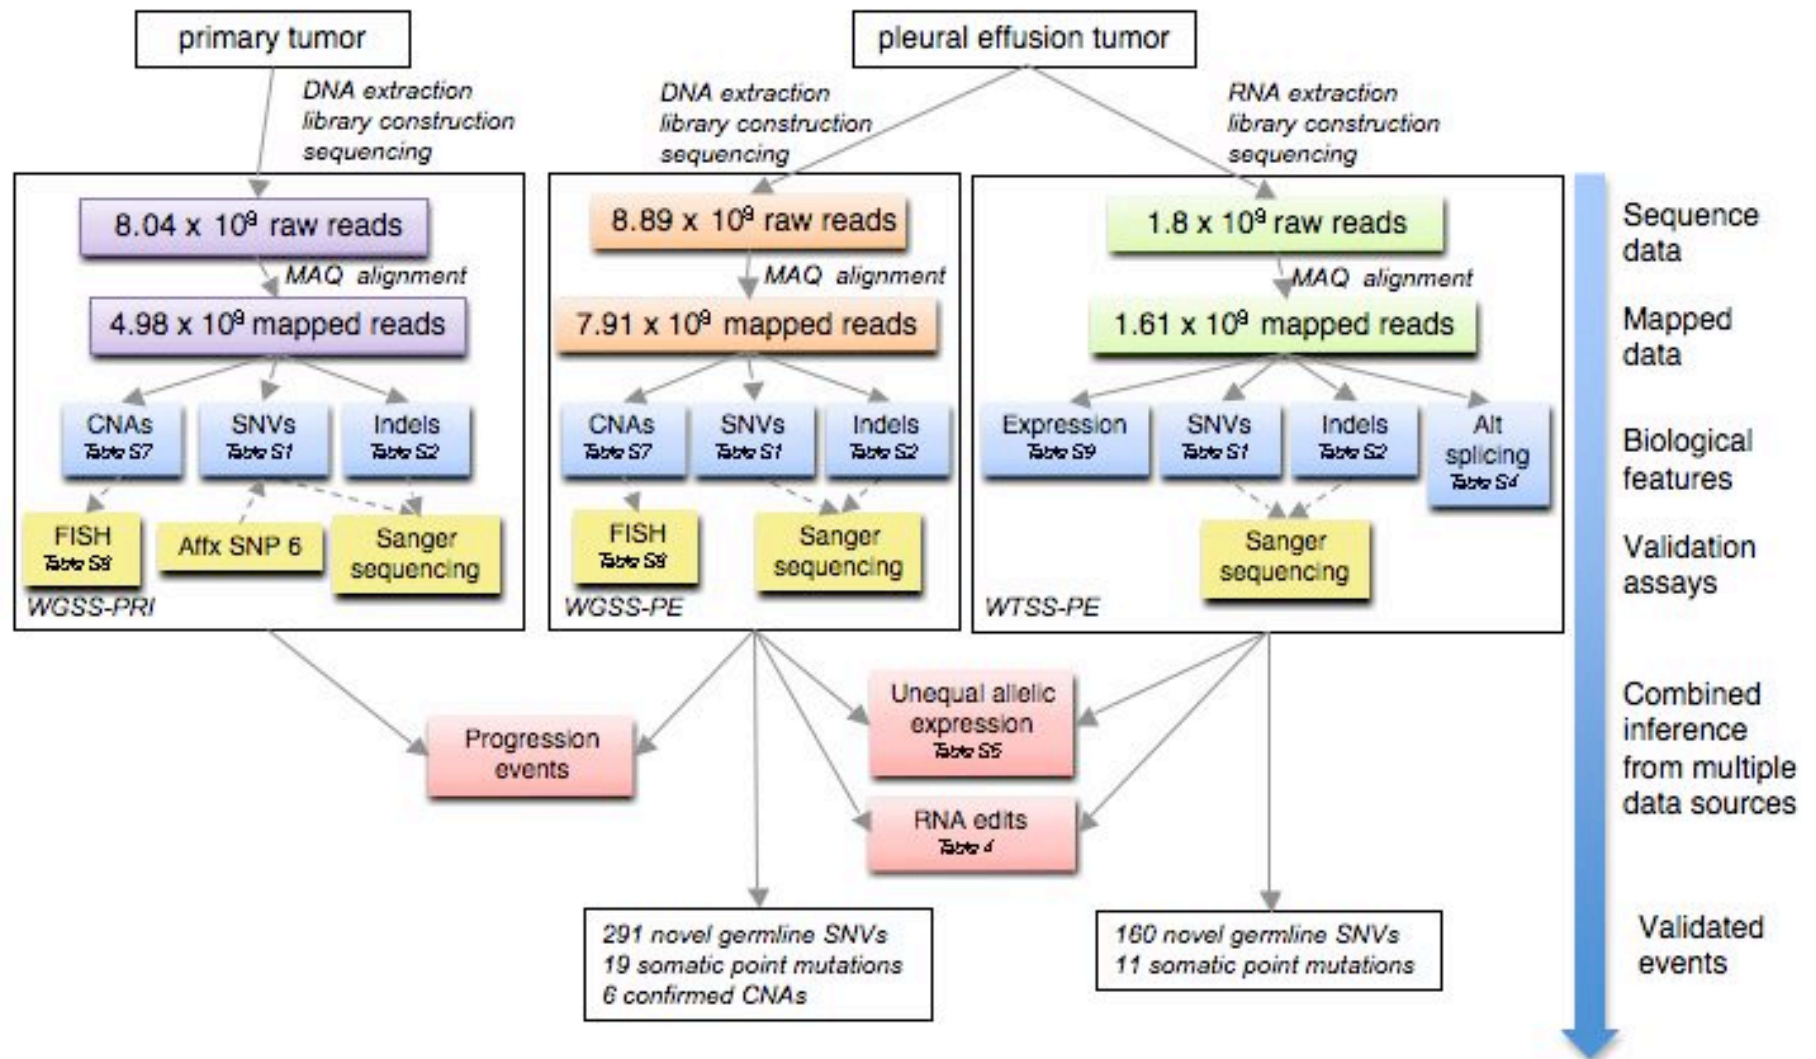 primary tumor
pleural effusion tumor
DNA extraction
library construction
sequencing
DNA extraction
library construction
sequencing
RNA extraction
library construction
sequencing
8.04 x 10⁹ raw reads
MAQ alignment
4.98 x 10⁹ mapped reads
CNAs
Table S7
SNVs
Table S1
Indels
Table S2
FISH
Table S8
Affx SNP 6
Sanger
sequencing
WGSS-PRI
8.89 x 10⁹ raw reads
MAQ alignment
7.91 x 10⁹ mapped reads
CNAs
Table S7
SNVs
Table S1
Indels
Table S2
FISH
Table S8
Sanger
sequencing
WGSS-PE
1.8 x 10⁹ raw reads
MAQ alignment
1.61 x 10⁹ mapped reads
Expression
Table S9
SNVs
Table S1
Indels
Table S2
Alt
splicing
Table S4
Sanger
sequencing
WTSS-PE
Progression
events
Unequal allelic
expression
Table S5
RNA edits
Table 4
291 novel germline SNVs
19 somatic point mutations
6 confirmed CNAs
160 novel germline SNVs
11 somatic point mutations
Sequence
data
Mapped
data
Biological
features
Validation
assays
Combined
inference
from multiple
data sources
Validated
events